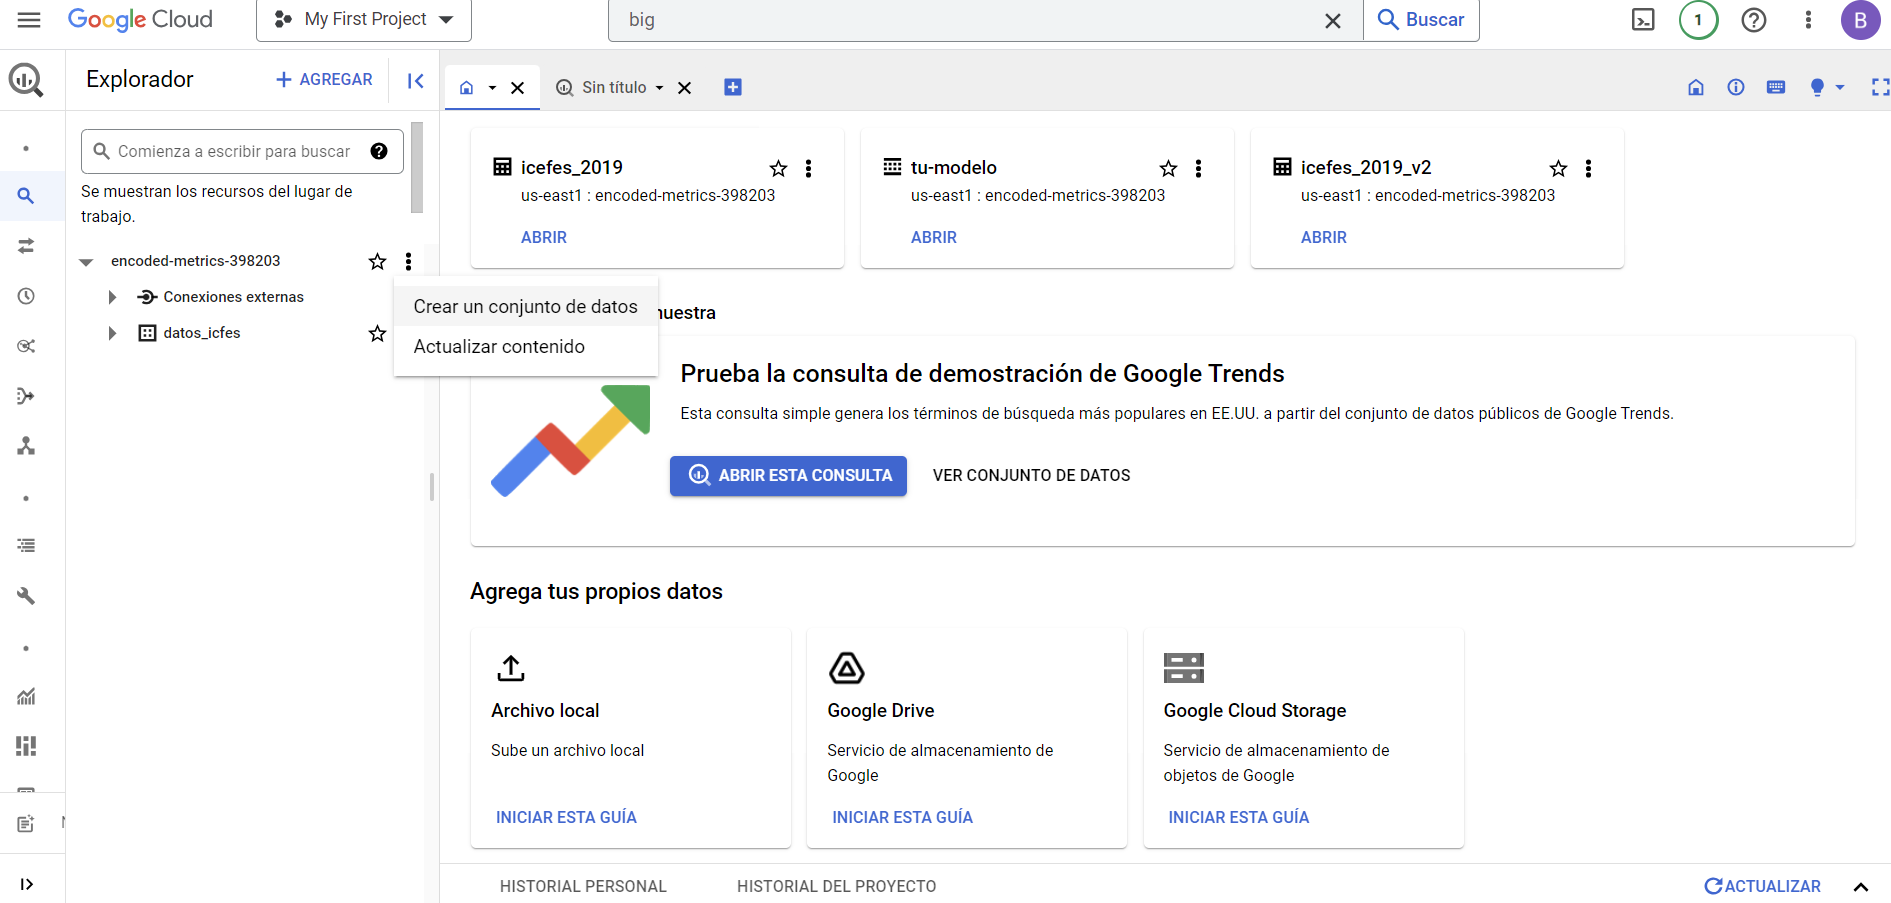 Google Cloud
My First Project
big
Buscar
1
B
Explorador
AGREGAR
Sin título
Comienza a escribir para buscar
Se muestran los recursos del lugar de
trabajo.
encoded-metrics-398203
Conexiones externas
datos_icfes
Crear un conjunto de datos
Actualizar contenido
icefes_2019
us-east1 : encoded-metrics-398203
ABRIR
tu-modelo
us-east1 : encoded-metrics-398203
ABRIR
icefes_2019_v2
us-east1 : encoded-metrics-398203
ABRIR
Prueba la consulta de demostración de Google Trends
Esta consulta simple genera los términos de búsqueda más populares en EE.UU. a partir del conjunto de datos públicos de Google Trends.
ABRIR ESTA CONSULTA
VER CONJUNTO DE DATOS
Agrega tus propios datos
Archivo local
Sube un archivo local
INICIAR ESTA GUÍA
Google Drive
Servicio de almacenamiento de
Google
INICIAR ESTA GUÍA
Google Cloud Storage
Servicio de almacenamiento de
objetos de Google
INICIAR ESTA GUÍA
HISTORIAL PERSONAL
HISTORIAL DEL PROYECTO
ACTUALIZAR